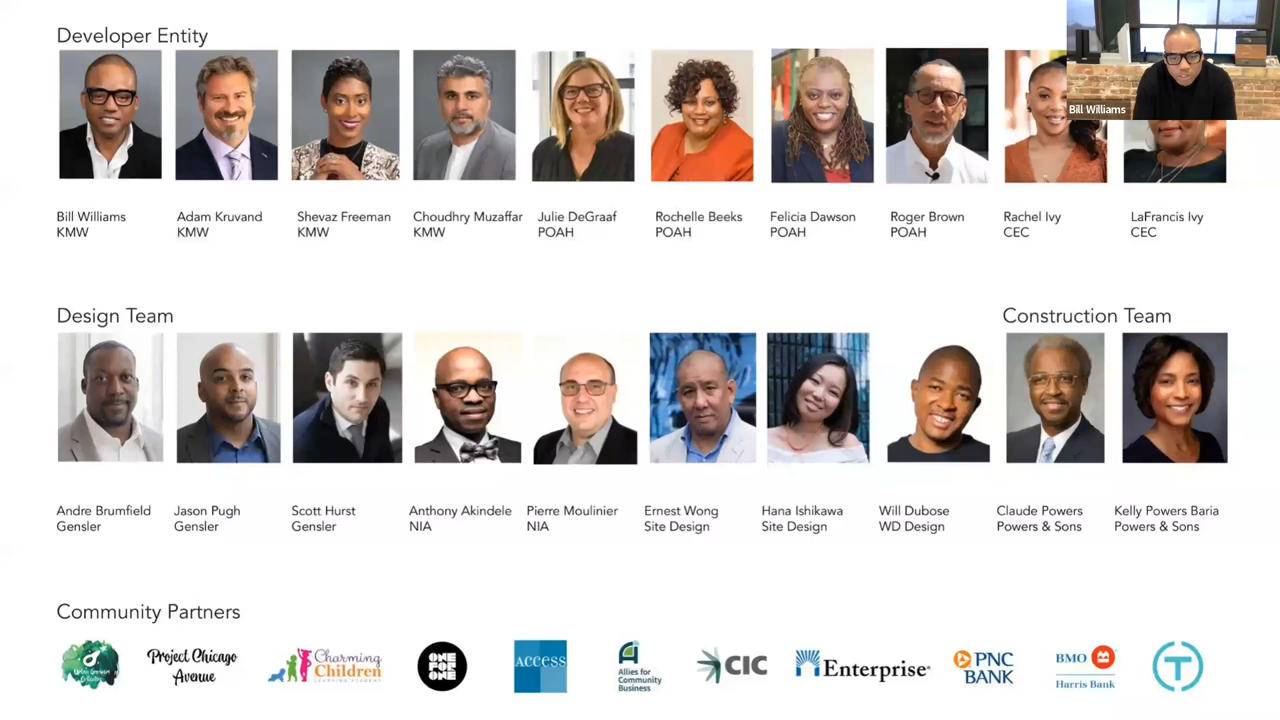 Developer Entity
Bill Williams
Bill Williams
KMW
Adam Kruvand
KMW
Shevaz Freeman
KMW
Choudhry Muzaffar
KMW
Julie DeGraaf
POAH
Rochelle Beeks
POAH
Felicia Dawson
POAH
Roger Brown
POAH
Rachel Ivy
CEC
LaFrancis Ivy
CEC
Design Team
Construction Team
Andre Brumfield
Gensler
Jason Pugh
Gensler
Scott Hurst
Gensler
Anthony Akindele
NIA
Pierre Moulinier
NIA
Ernest Wong
Site Design
Hana Ishikawa
Site Design
Will Dubose
WD Design
Claude Powers
Powers & Sons
Kelly Powers Baria
Powers & Sons
Community Partners
Project Chicago
Avenue
Charming
Children
LEARNING ACADEMY
ONE
FOR
ONE
ACCESS
Allies for
Community
Business
CIC
Enterprise
PNC
BANK
BMO
Harris Bank
T